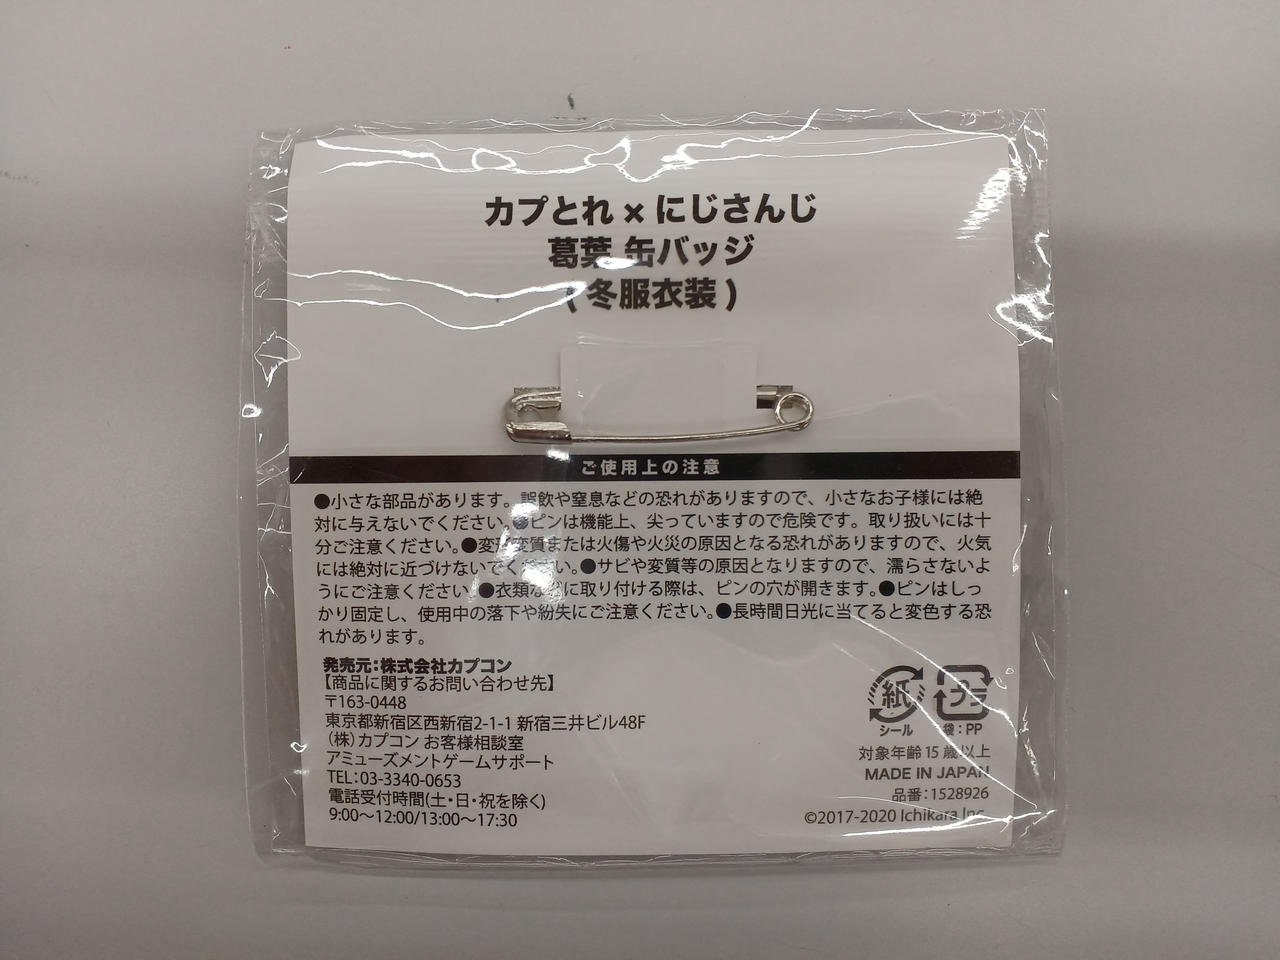 カプとれ×にじさんじ
葛葉 缶バッジ
(冬服衣装)
ご使用上の注意
●小さな部品があります。誤飲や窒息などの恐れがありますので、小さなお子様には絶
対に与えないでください。●ピンは機能上、尖っていますので危険です。取り扱いには十
分ご注意ください。●変形変質または火傷や火災の原因となる恐れがありますので、火気
には絶対に近づけないでください。●サビや変質等の原因となりますので、濡らさないよ
うにご注意ください。●衣類などに取り付ける際は、ピンの穴が開きます。●ピンはしっ
かり固定し、使用中の落下や紛失にご注意ください。●長時間日光に当てると変色する恐
れがあります。
発売元:株式会社カプコン
【商品に関するお問い合わせ先】
〒163-0448
東京都新宿区西新宿2-1-1 新宿三井ビル48F
(株)カプコン お客様相談室
アミューズメントゲームサポート
TEL:03-3340-0653
電話受付時間(土・日・祝を除く)
9:00～12:00/13:00～17:30
紙 プラ
シール 袋:PP
対象年齢15歳以上
MADE IN JAPAN
品番:1528926
©2017-2020 Ichikara Inc.